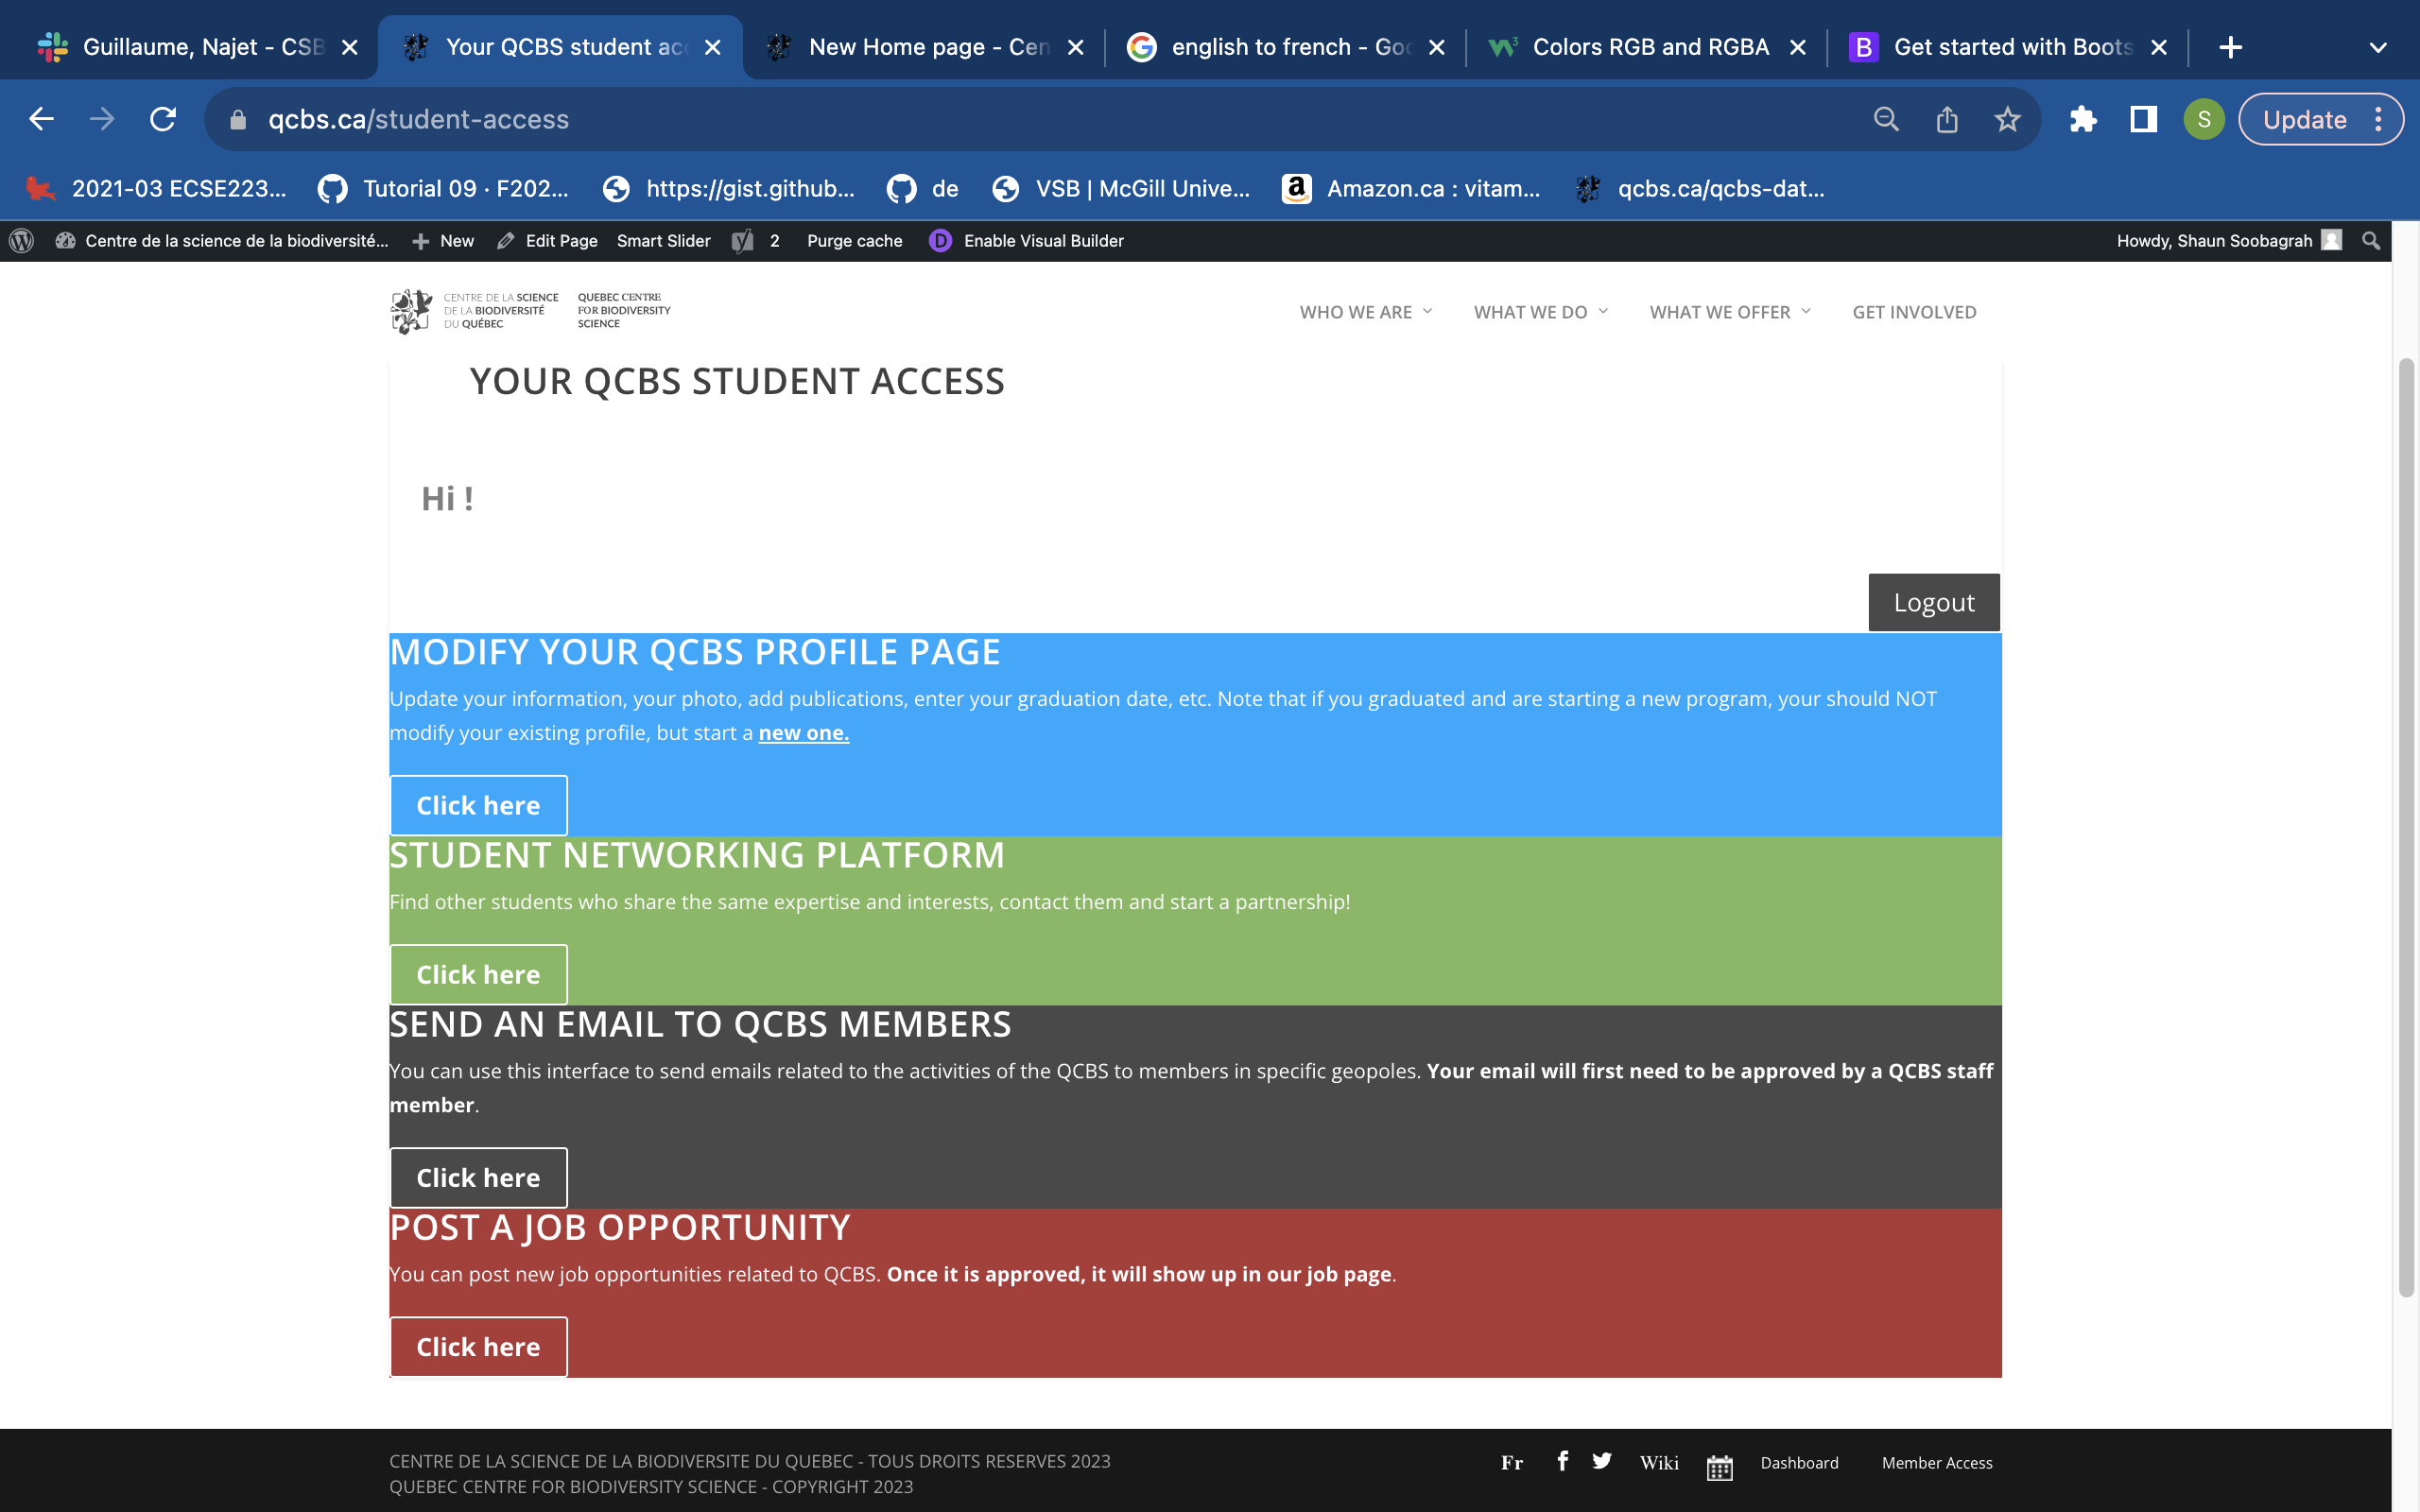 Guillaume, Najet - CSB
Your QCBS student acc
New Home page - Cen
english to french - Goo
Colors RGB and RGBA
Get started with Boots
qcbs.ca/student-access
S
Update
2021-03 ECSE223...
Tutorial 09 · F202...
https://gist.github...
de
VSB | McGill Unive...
Amazon.ca : vitam...
qcbs.ca/qcbs-dat...
Centre de la science de la biodiversité...
New
Edit Page
Smart Slider
2
Purge cache
D
Enable Visual Builder
Howdy, Shaun Soobagrah
CENTRE DE LA SCIENCE
DE LA BIODIVERSITÉ
DU QUÉBEC
QUEBEC CENTRE
FOR BIODIVERSITY
SCIENCE
WHO WE ARE
WHAT WE DO
WHAT WE OFFER
GET INVOLVED
YOUR QCBS STUDENT ACCESS
Hi !
Logout
MODIFY YOUR QCBS PROFILE PAGE
Update your information, your photo, add publications, enter your graduation date, etc. Note that if you graduated and are starting a new program, your should NOT
modify your existing profile, but start a new one.
Click here
STUDENT NETWORKING PLATFORM
Find other students who share the same expertise and interests, contact them and start a partnership!
Click here
SEND AN EMAIL TO QCBS MEMBERS
You can use this interface to send emails related to the activities of the QCBS to members in specific geopoles. Your email will first need to be approved by a QCBS staff
member.
Click here
POST A JOB OPPORTUNITY
You can post new job opportunities related to QCBS. Once it is approved, it will show up in our job page.
Click here
CENTRE DE LA SCIENCE DE LA BIODIVERSITE DU QUEBEC - TOUS DROITS RESERVES 2023
QUEBEC CENTRE FOR BIODIVERSITY SCIENCE - COPYRIGHT 2023
Fr
Wiki
Dashboard
Member Access